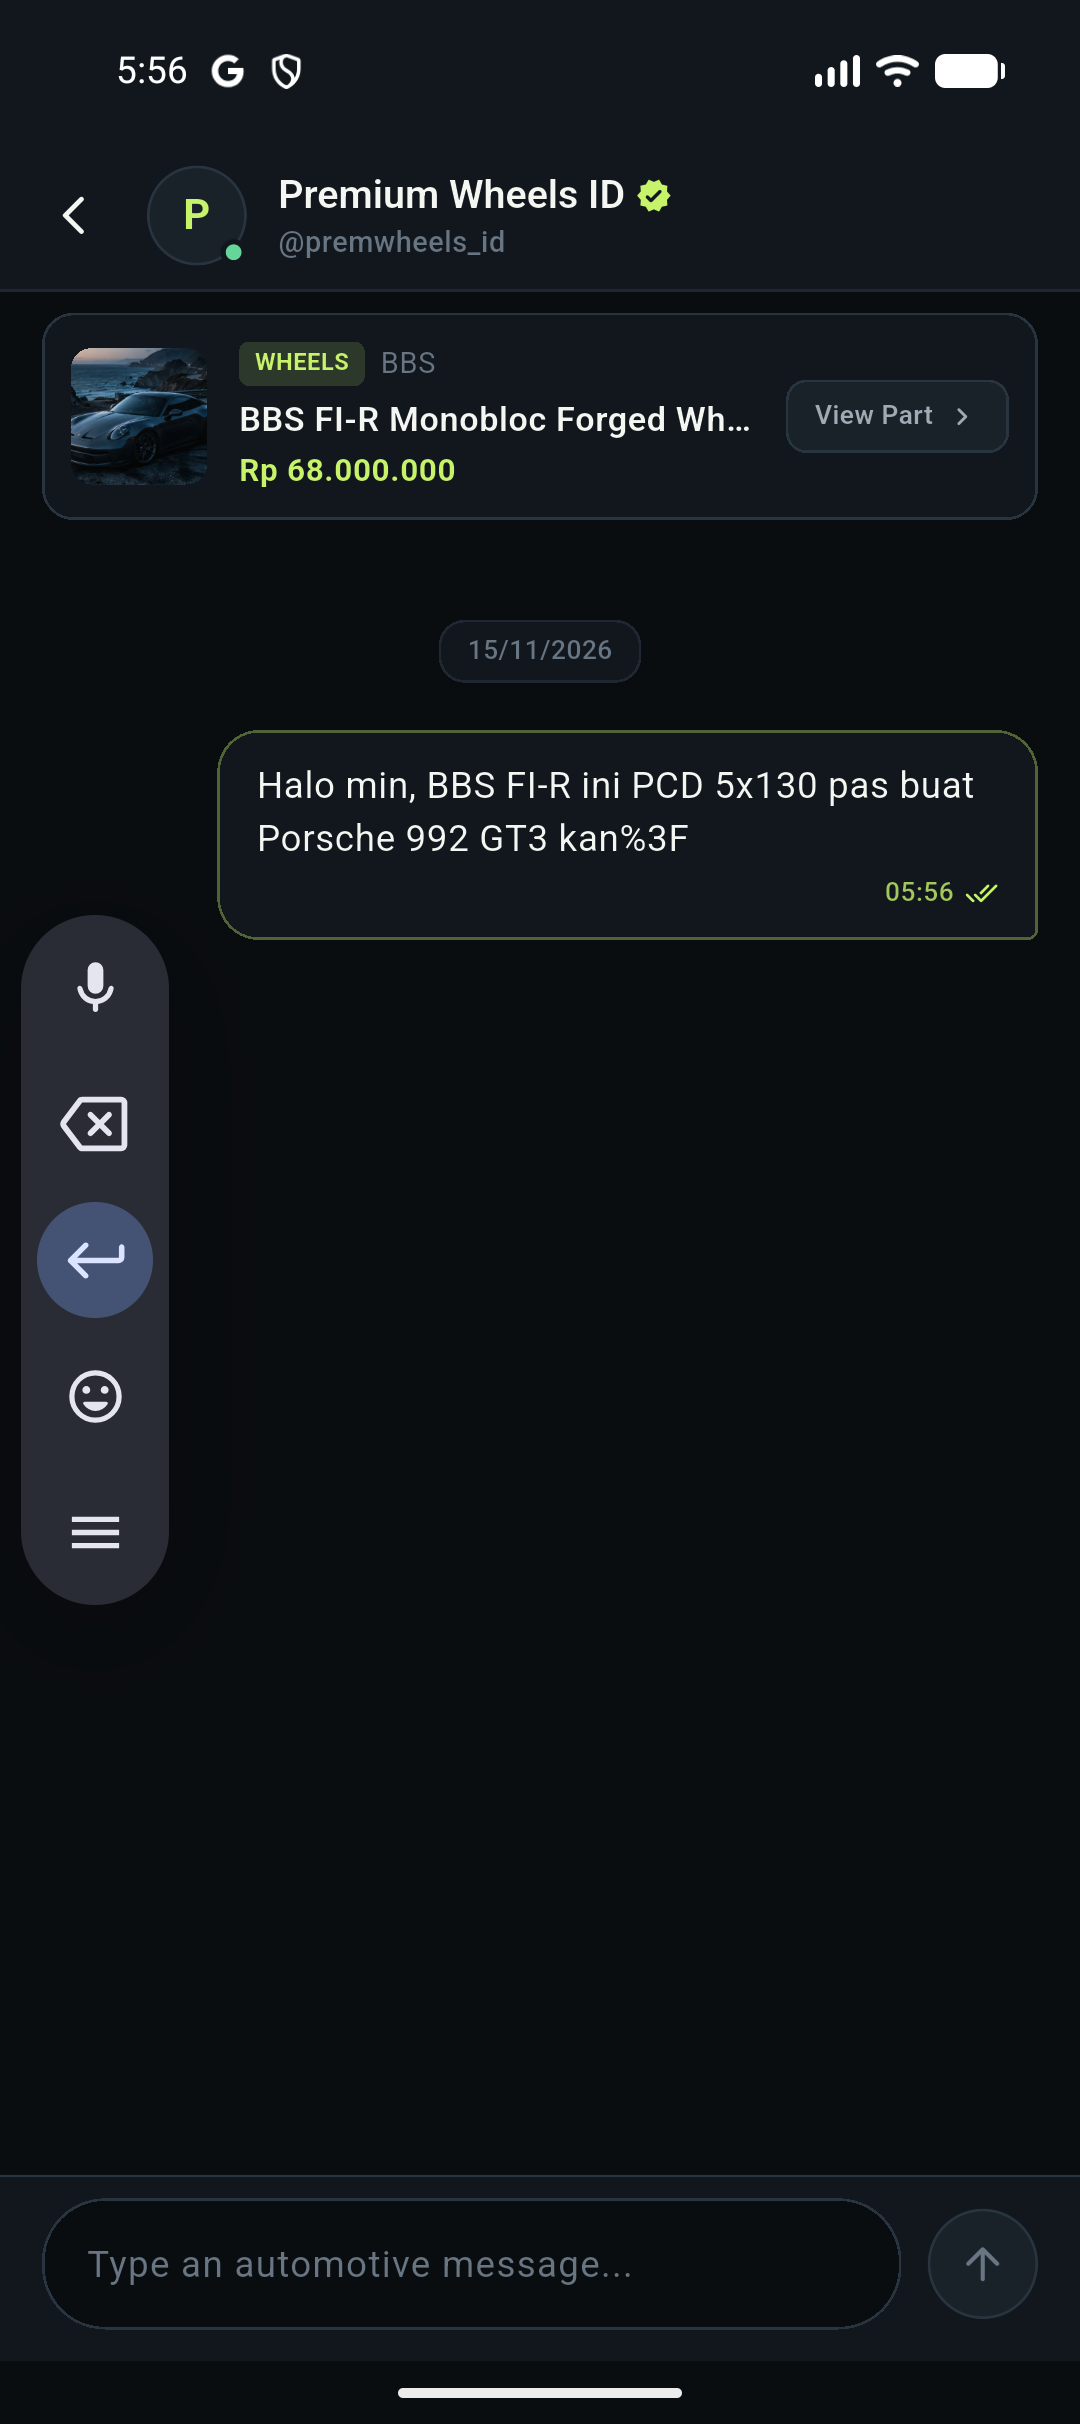 5:56
P
Premium Wheels ID
@premwheels_id
WHEELS BBS
BBS FI-R Monobloc Forged Wh...
Rp 68.000.000
View Part
15/11/2026
Halo min, BBS FI-R ini PCD 5x130 pas buat
Porsche 992 GT3 kan%3F
05:56
Type an automotive message...